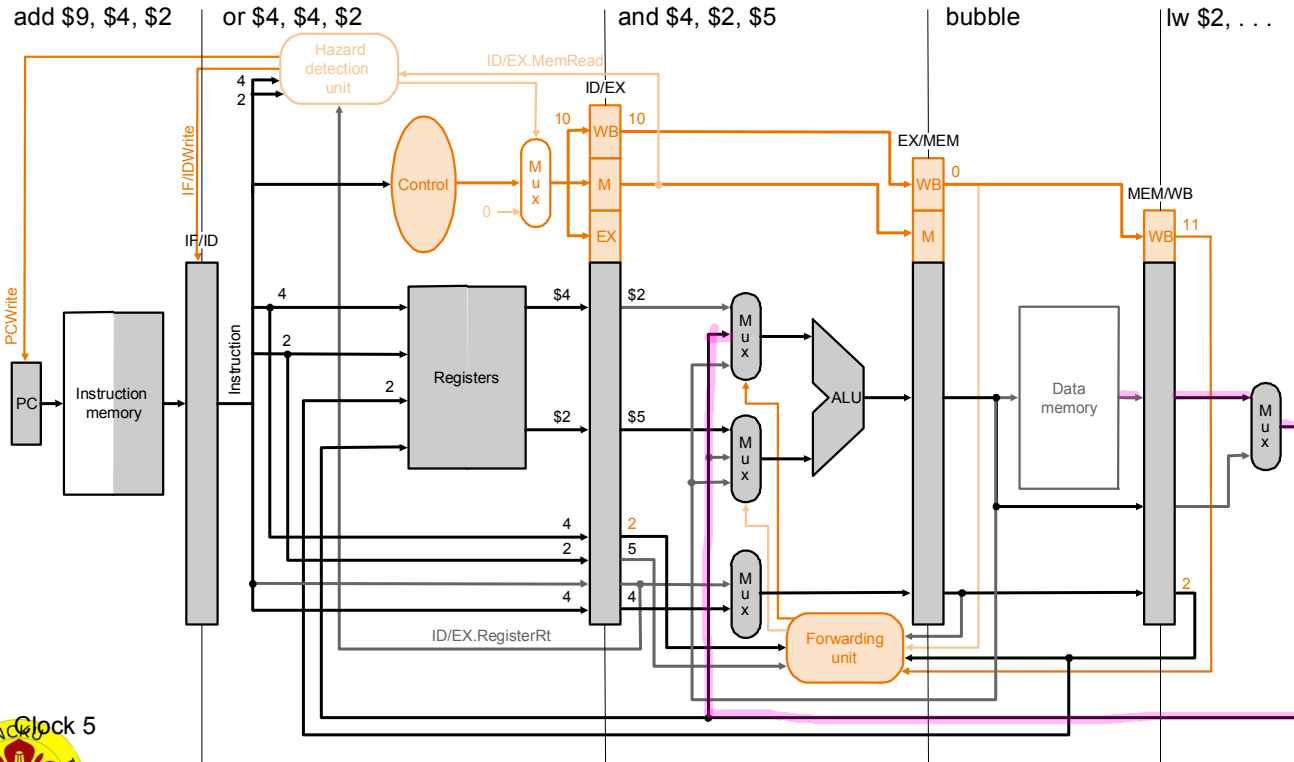 add $9, $4, $2
or $4, $4, $2
and $4, $2, $5
bubble
lw $2, . . .
Hazard
detection
unit
4
2
ID/EX.MemRead
ID/EX
10
WB
10
EX/MEM
PCWrite
IF/IDWrite
Control
M
u
x
M
WB
0
MEM/WB
0
EX
M
WB
11
IF/ID
4
$4
$2
M
u
x
2
Instruction
PC
Instruction
memory
Registers
2
ALU
Data
memory
M
u
x
$2
$5
M
u
x
4
2
2
5
4
4
M
u
x
2
ID/EX.RegisterRt
Forwarding
unit
Clock 5
NCKU